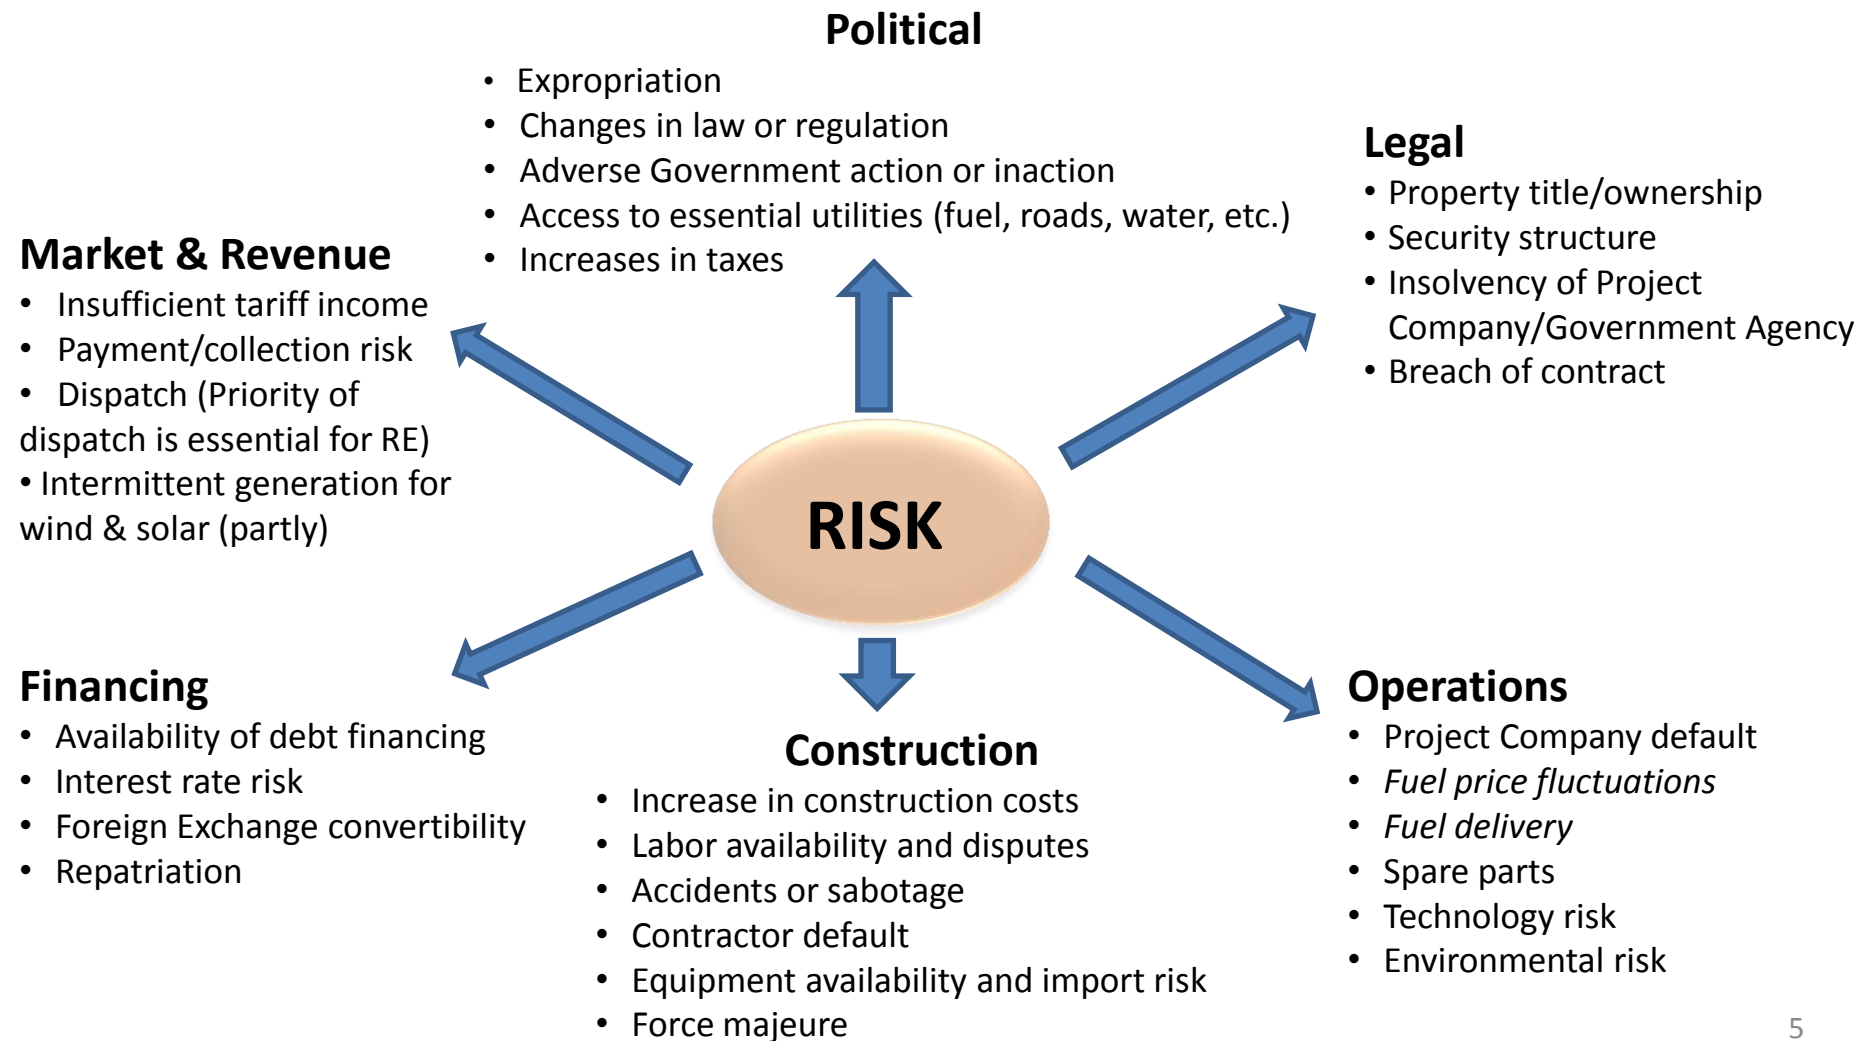 Political
• Expropriation
• Changes in law or regulation
• Adverse Government action or inaction
• Access to essential utilities (fuel, roads, water, etc.)
• Increases in taxes
Legal
• Property title/ownership
• Security structure
• Insolvency of Project
Company/Government Agency
• Breach of contract
Market & Revenue
• Insufficient tariff income
• Payment/collection risk
• Dispatch (Priority of
dispatch is essential for RE)
• Intermittent generation for
wind & solar (partly)
RISK
Financing
• Availability of debt financing
• Interest rate risk
• Foreign Exchange convertibility
• Repatriation
Construction
• Increase in construction costs
• Labor availability and disputes
• Accidents or sabotage
• Contractor default
• Equipment availability and import risk
• Force majeure
Operations
• Project Company default
• Fuel price fluctuations
• Fuel delivery
• Spare parts
• Technology risk
• Environmental risk
5